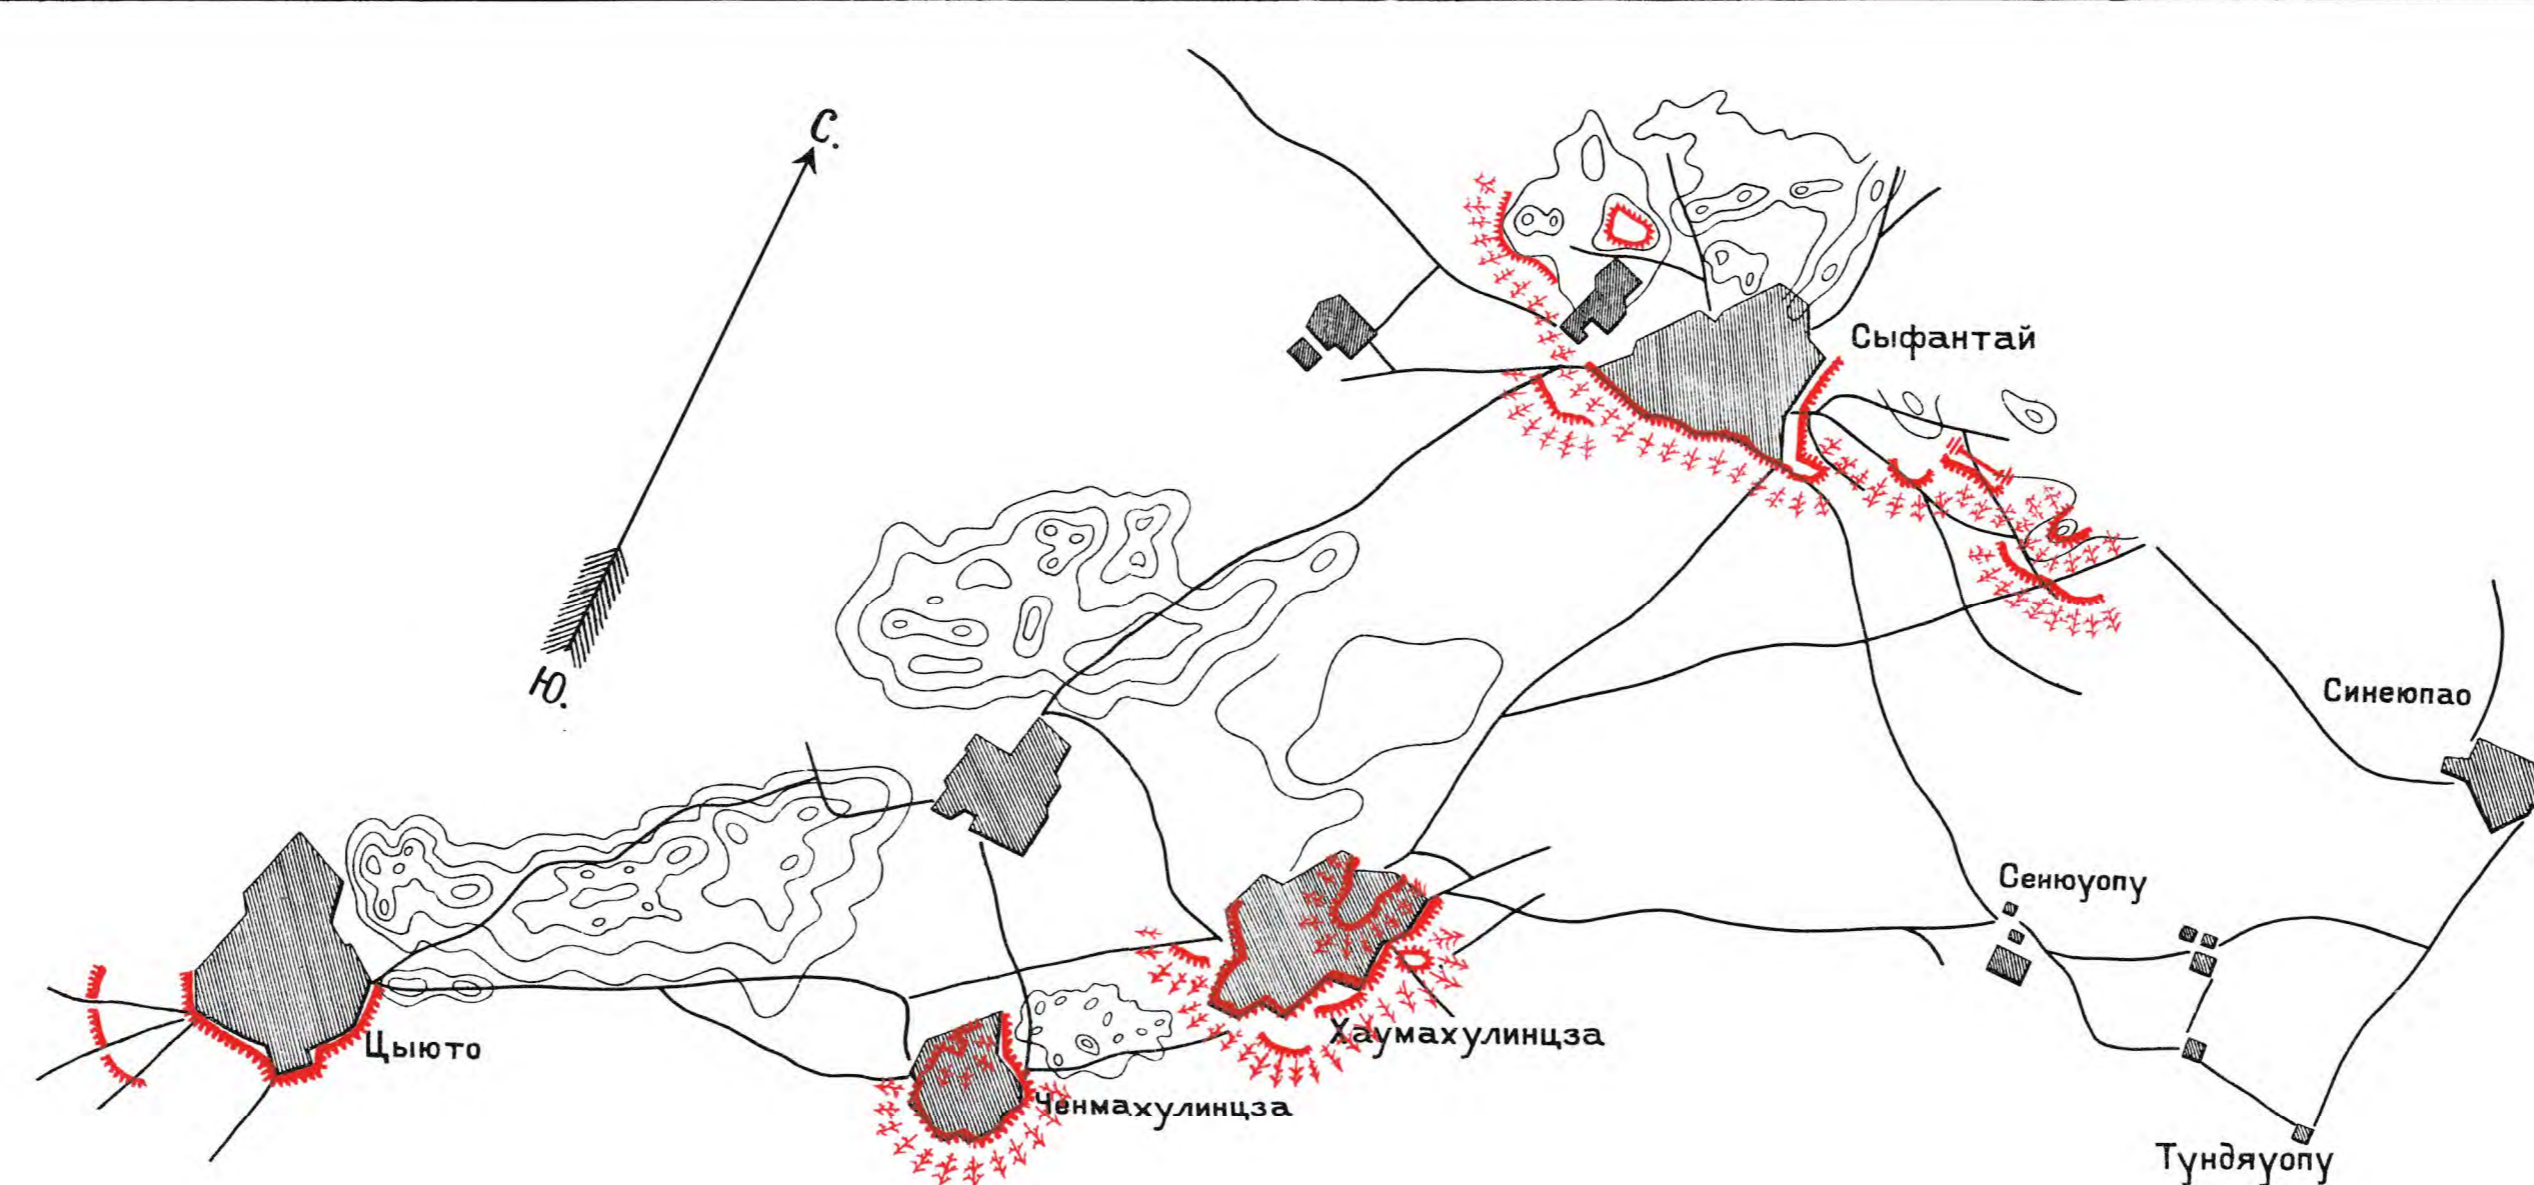 С.
Сыфантай
Ю.
Синеюпао
Сенюуопу
Цыюто
Хаумахулинцза
Ченмахулинцза
Тундяуопу